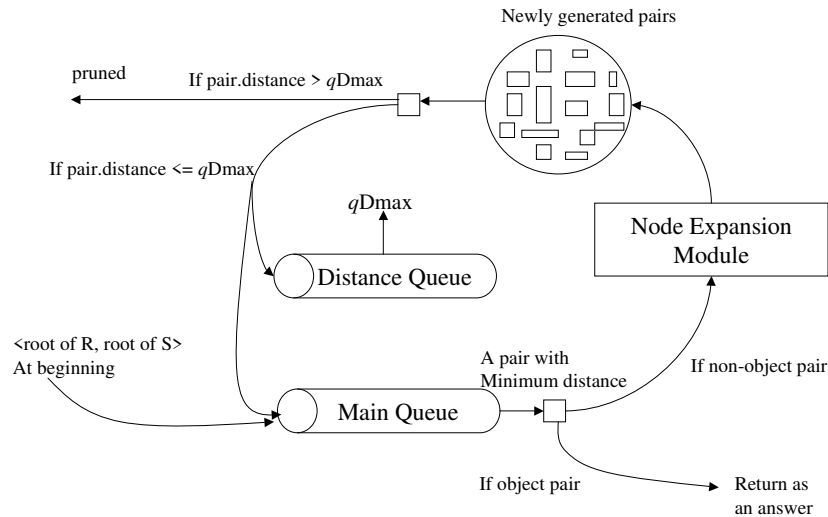 Newly generated pairs
pruned
If pair.distance > qDmax
If pair.distance <= qDmax
qDmax
Node Expansion
Module
Distance Queue
<root of R, root of S>
At beginning
A pair with
Minimum distance
If non-object pair
Main Queue
If object pair
Return as
an answer